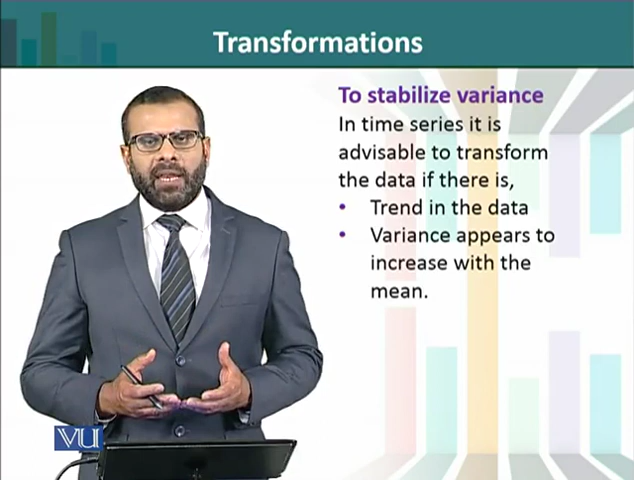 Transformations
To stabilize variance
In time series it is
advisable to transform
the data if there is,
• Trend in the data
• Variance appears to
increase with the
mean.
VU